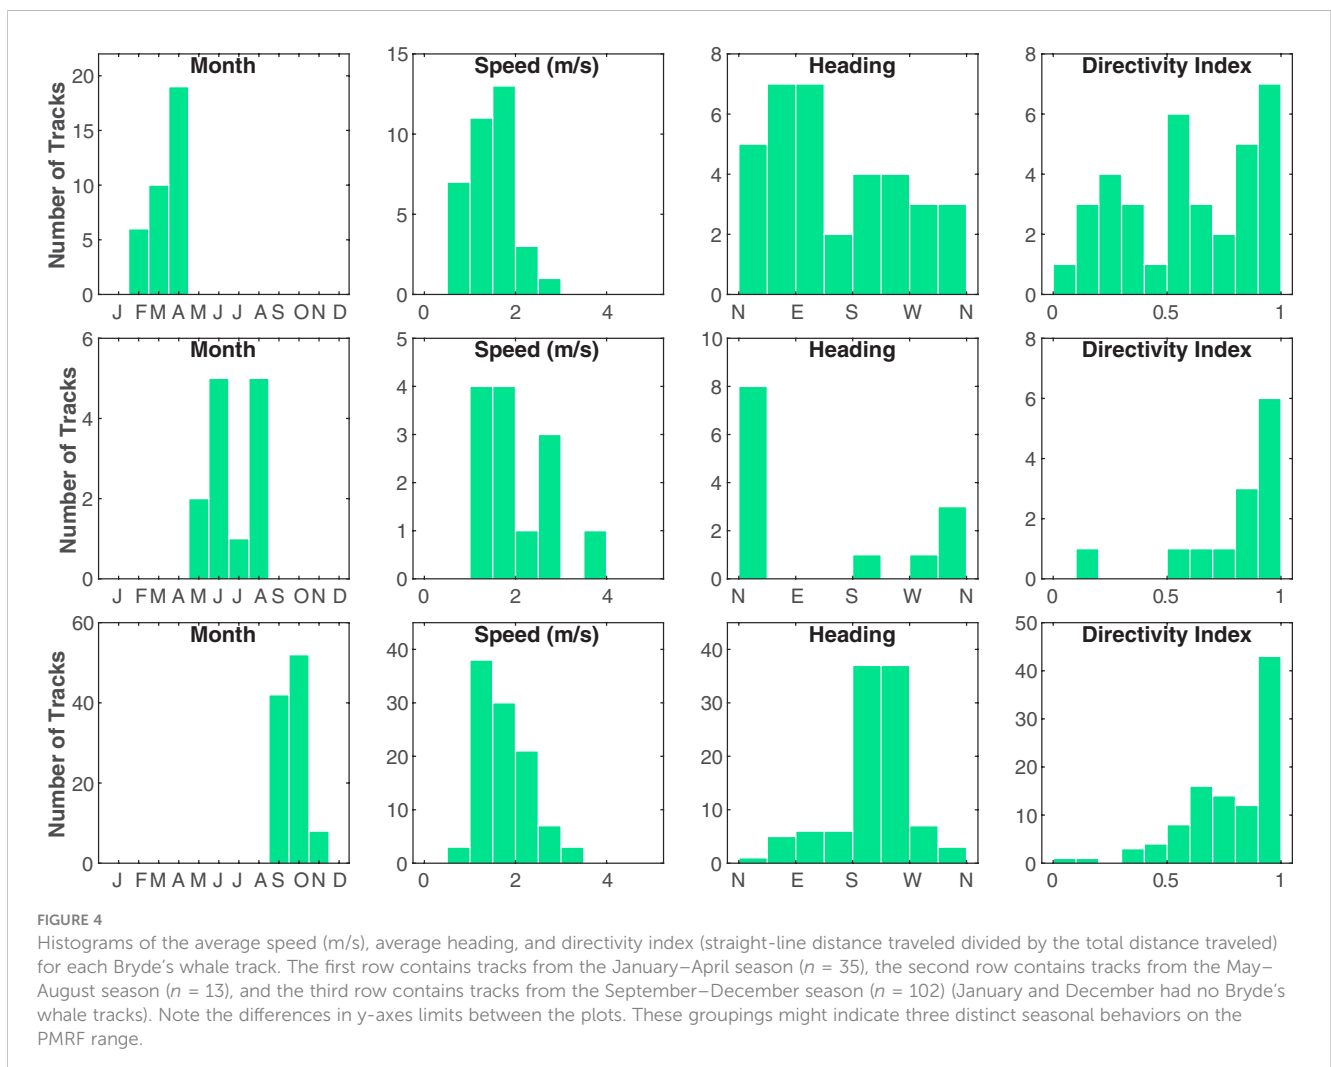 Month
Speed (m/s)
Heading
Directivity Index
Number of Tracks
20
15
10
5
0
J F M A M J J A S O N D
15
10
5
0
0 2 4
8
6
4
2
0
N E S W N
8
6
4
2
0
0 0.5 1
Month
Speed (m/s)
Heading
Directivity Index
Number of Tracks
6
4
2
0
J F M A M J J A S O N D
5
4
3
2
1
0
0 2 4
10
8
6
4
2
0
N E S W N
8
6
4
2
0
0 0.5 1
Month
Speed (m/s)
Heading
Directivity Index
Number of Tracks
60
40
20
0
J F M A M J J A S O N D
40
30
20
10
0
0 2 4
40
30
20
10
0
N E S W N
50
40
30
20
10
0
0 0.5 1
FIGURE 4
Histograms of the average speed (m/s), average heading, and directivity index (straight-line distance traveled divided by the total distance traveled)
for each Bryde's whale track. The first row contains tracks from the January–April season (n = 35), the second row contains tracks from the May–
August season (n = 13), and the third row contains tracks from the September–December season (n = 102) (January and December had no Bryde's
whale tracks). Note the differences in y-axes limits between the plots. These groupings might indicate three distinct seasonal behaviors on the
PMRF range.